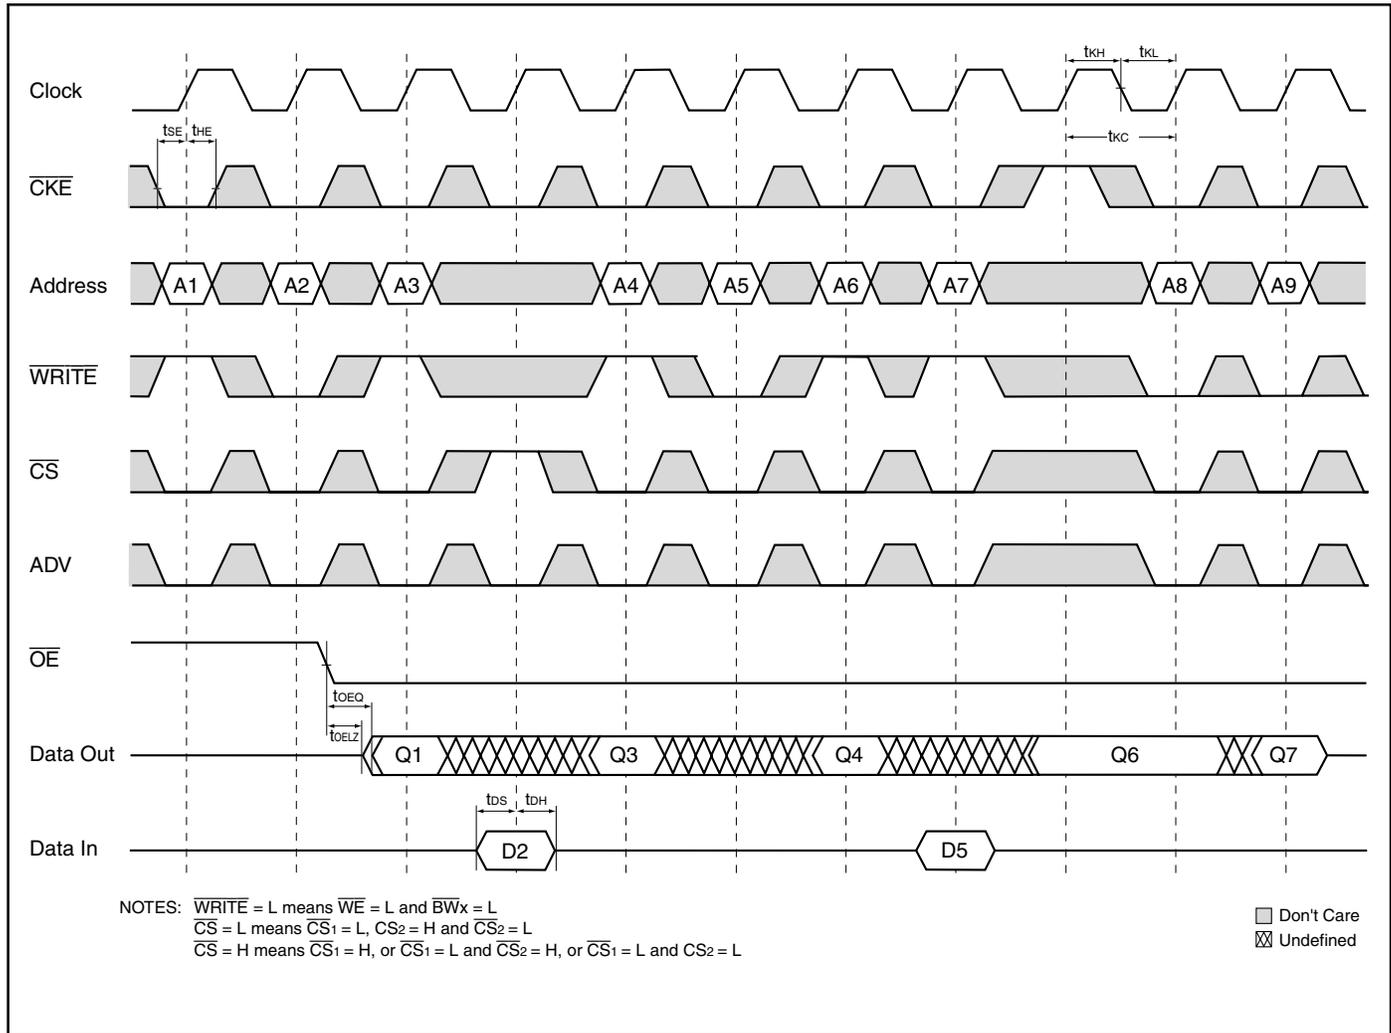 Clock
tKH
tKL
tKC
tSE
tHE
CKE
Address
A1
A2
A3
A4
A5
A6
A7
A8
A9
WRITE
CS
ADV
OE
tOEQ
tOELZ
Data Out
Q1
Q3
Q4
Q6
Q7
tDS
tDH
Data In
D2
D5
NOTES: WRITE = L means WE = L and BWx = L
CS = L means CS1 = L, CS2 = H and CS2 = L
CS = H means CS1 = H, or CS1 = L and CS2 = H, or CS1 = L and CS2 = L
Don't Care
Undefined